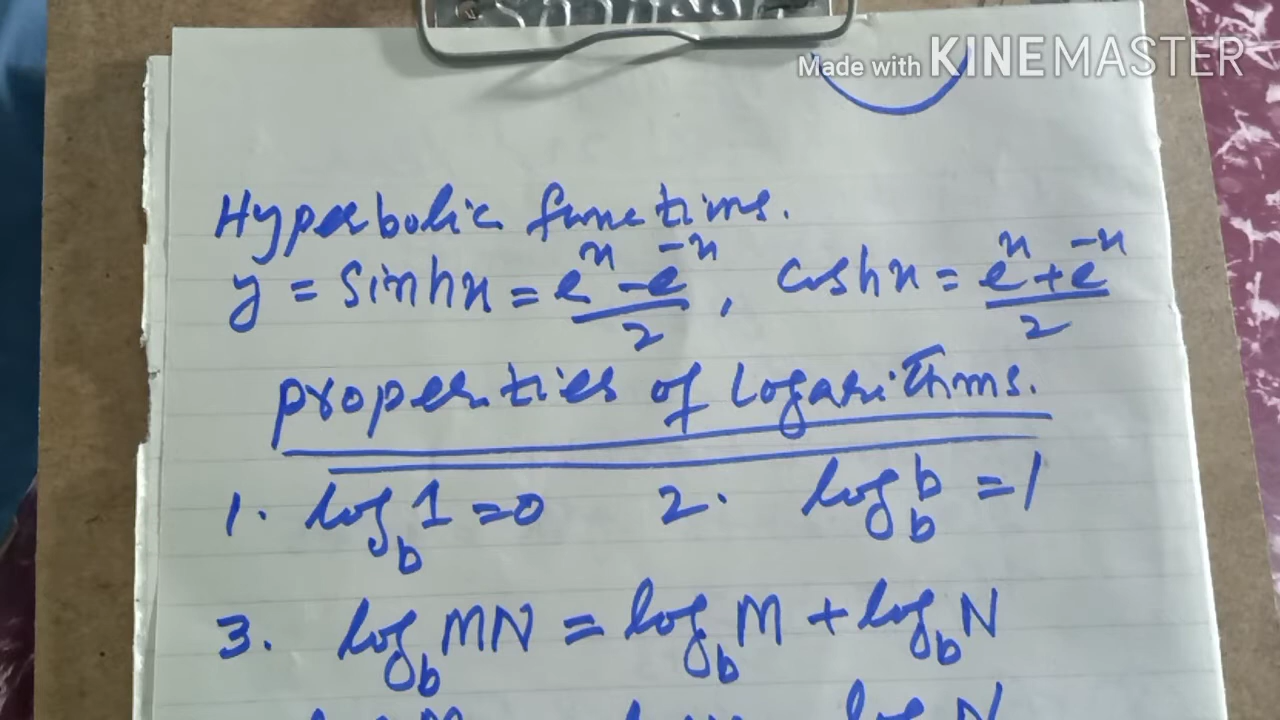 Made with KINEMASTER
Hyperbolic functions.
y = sinhx = e^x - e^-x / 2 , coshx = e^x + e^-x / 2
properties of logarithms.
1. log_b 1 = 0 2. log_b b = 1
3. log_b MN = log_b M + log_b N